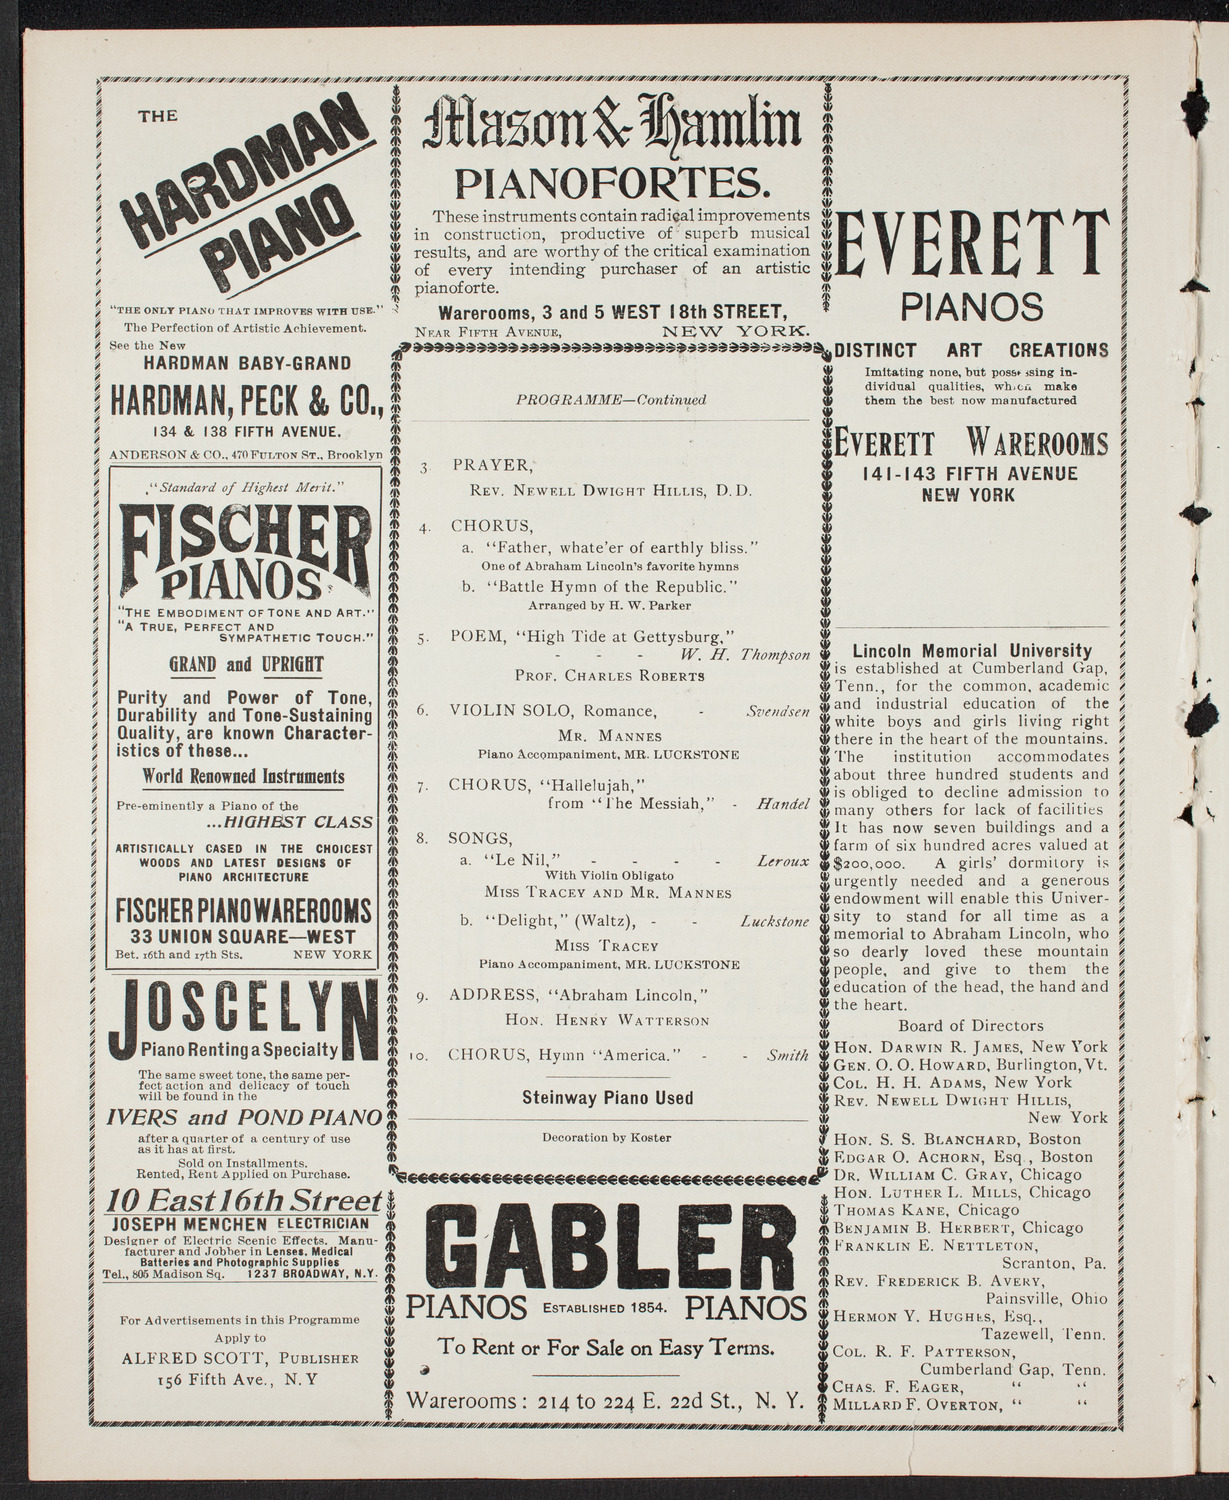 THE
HARDMAN
PIANO
"THE ONLY PIANO THAT IMPROVES WITH USE."
The Perfection of Artistic Achievement.
See the New
HARDMAN BABY-GRAND
HARDMAN, PECK & CO.,
134 & 138 FIFTH AVENUE.
ANDERSON & CO., 470 FULTON ST., Brooklyn
"Standard of Highest Merit."
FISCHER
PIANOS
"THE EMBODIMENT OF TONE AND ART."
"A TRUE, PERFECT AND
SYMPATHETIC TOUCH."
GRAND and UPRIGHT
Purity and Power of Tone,
Durability and Tone-Sustaining
Quality, are known Character-
istics of these...
World Renowned Instruments
Pre-eminently a Piano of the
...HIGHEST CLASS
ARTISTICALLY CASED IN THE CHOICEST
WOODS AND LATEST DESIGNS OF
PIANO ARCHITECTURE
FISCHER PIANO WAREROOMS
33 UNION SQUARE—WEST
Bet. 16th and 17th Sts. NEW YORK
JOSCELYN
Piano Renting a Specialty
The same sweet tone, the same per-
fect action and delicacy of touch
will be found in the
IVERS and POND PIANO
after a quarter of a century of use
as it has at first.
Sold on Installments.
Rented, Rent Applied on Purchase.
10 East 16th Street
JOSEPH MENCHEN ELECTRICIAN
Designer of Electric Scenic Effects. Manu-
facturer and Jobber in Lenses, Medical
Batteries and Photographic Supplies
Tel., 805 Madison Sq. 1237 BROADWAY, N.Y.
For Advertisements in this Programme
Apply to
ALFRED SCOTT, PUBLISHER
156 Fifth Ave., N.Y
Mason & Hamlin
PIANOFORTES.
These instruments contain radical improvements
in construction, productive of superb musical
results, and are worthy of the critical examination
of every intending purchaser of an artistic
pianoforte.
Warerooms, 3 and 5 WEST 18th STREET,
NEAR FIFTH AVENUE, NEW YORK.
PROGRAMME—Continued
3 PRAYER,
REV. NEWELL DWIGHT HILLIS, D.D.
4. CHORUS,
a. "Father, whate'er of earthly bliss."
One of Abraham Lincoln's favorite hymns
b. "Battle Hymn of the Republic."
Arranged by H. W. Parker
5. POEM, "High Tide at Gettysburg,"
- - - W. H. Thompson
PROF. CHARLES ROBERTS
6. VIOLIN SOLO, Romance, - Svendsen
MR. MANNES
Piano Accompaniment, MR. LUCKSTONE
7. CHORUS, "Hallelujah,"
from "The Messiah," - Handel
8. SONGS,
a. "Le Nil," - - - - Leroux
With Violin Obligato
MISS TRACEY AND MR. MANNES
b. "Delight," (Waltz), - - Luckstone
MISS TRACEY
Piano Accompaniment, MR. LUCKSTONE
9. ADDRESS, "Abraham Lincoln,"
HON. HENRY WATTERSON
10. CHORUS, Hymn "America." - - Smith
Steinway Piano Used
Decoration by Koster
GABLER
PIANOS ESTABLISHED 1854. PIANOS
To Rent or For Sale on Easy Terms.
Warerooms: 214 to 224 E. 22d St., N. Y.
EVERETT
PIANOS
DISTINCT ART CREATIONS
Imitating none, but possessing in-
dividual qualities, which make
them the best now manufactured
EVERETT WAREROOMS
141-143 FIFTH AVENUE
NEW YORK
Lincoln Memorial University
is established at Cumberland Gap,
Tenn., for the common, academic
and industrial education of the
white boys and girls living right
there in the heart of the mountains.
The institution accommodates
about three hundred students and
is obliged to decline admission to
many others for lack of facilities
It has now seven buildings and a
farm of six hundred acres valued at
$200,000. A girls' dormitory is
urgently needed and a generous
endowment will enable this Univer-
sity to stand for all time as a
memorial to Abraham Lincoln, who
so dearly loved these mountain
people, and give to them the
education of the head, the hand and
the heart.
Board of Directors
HON. DARWIN R. JAMES, New York
GEN. O. O. HOWARD, Burlington, Vt.
COL. H. H. ADAMS, New York
REV. NEWELL DWIGHT HILLIS,
New York
HON. S. S. BLANCHARD, Boston
EDGAR O. ACHORN, Esq., Boston
DR. WILLIAM C. GRAY, Chicago
HON. LUTHER L. MILLS, Chicago
THOMAS KANE, Chicago
BENJAMIN B. HERBERT, Chicago
FRANKLIN E. NETTLETON,
Scranton, Pa.
REV. FREDERICK B. AVERY,
Painsville, Ohio
HERMON Y. HUGHES, Esq.,
Tazewell, Tenn.
COL. R. F. PATTERSON,
Cumberland Gap, Tenn.
CHAS. F. EAGER, " "
MILLARD F. OVERTON, " "